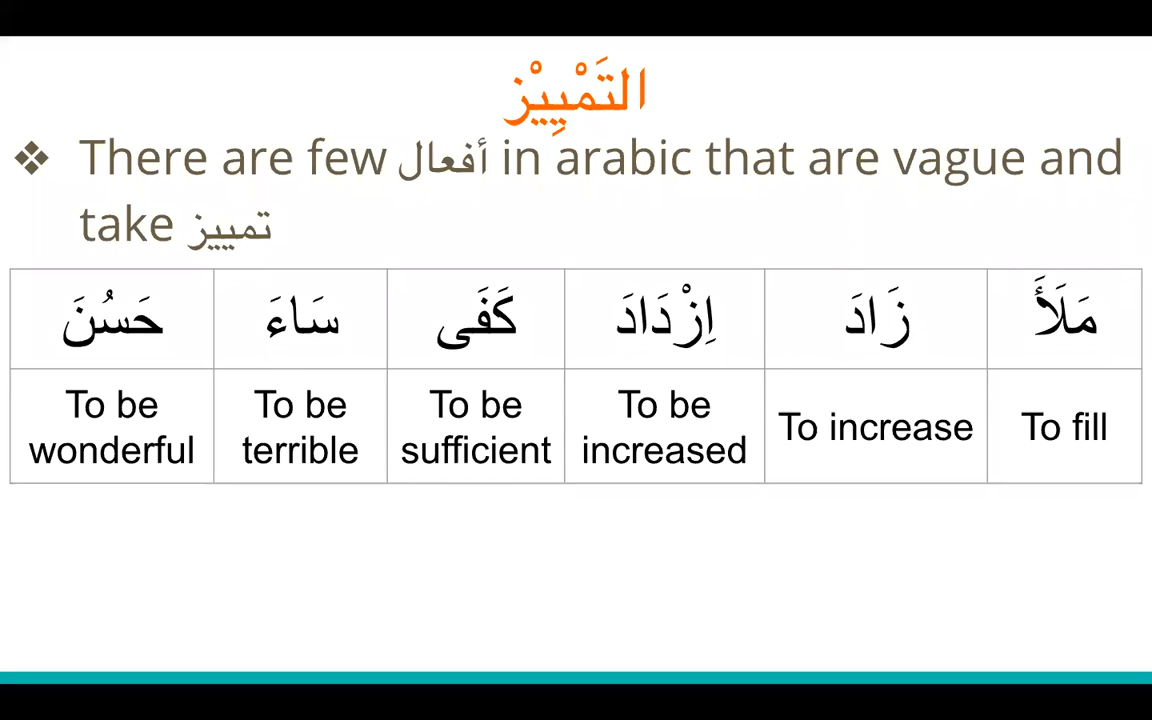 التَمْيِيْز
❖ There are few أفعال in arabic that are vague and
take تمييز
حَسُنَ سَاءَ كَفَى اِزْدَادَ زَادَ مَلَأَ
To be wonderful To be terrible To be sufficient To be increased To increase To fill